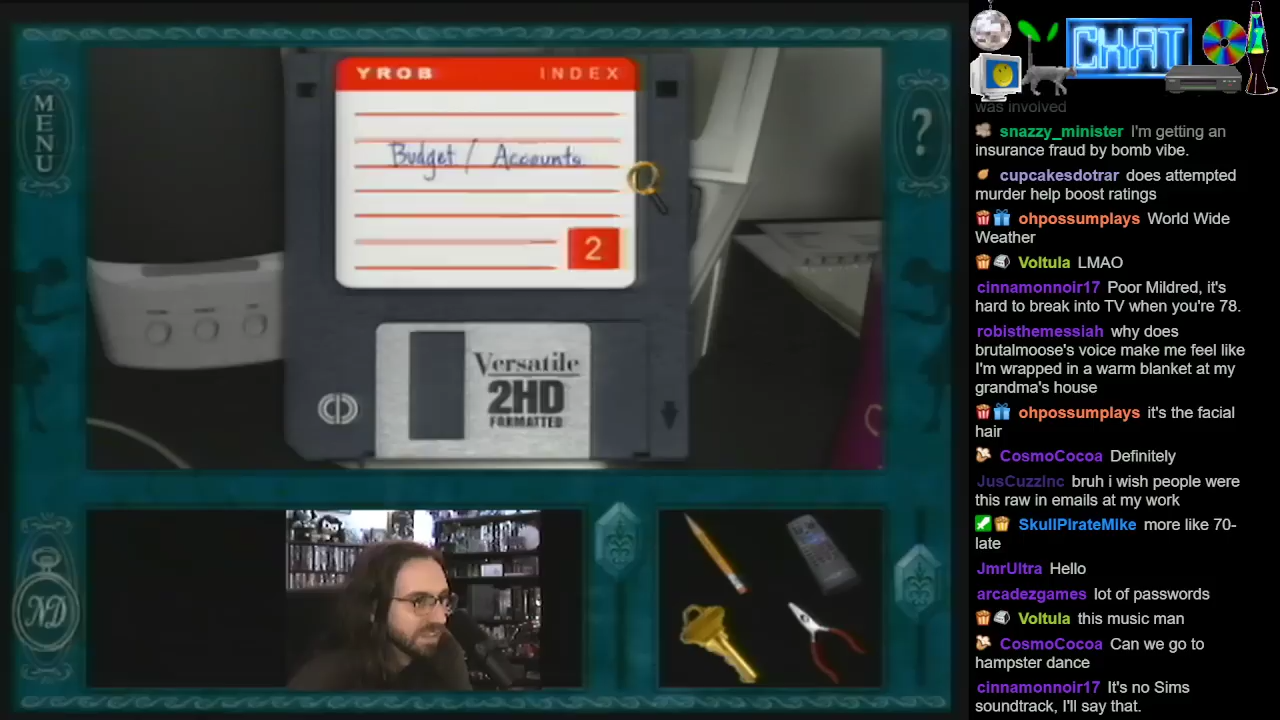 MENU
?
YROB INDEX
Budget / Accounts
2
Versatile
2HD
FORMATTED
ND
CHAT
was involved
snazzy_minister I'm getting an
insurance fraud by bomb vibe.
cupcakesdotrar does attempted
murder help boost ratings
ohpossumplays World Wide
Weather
Voltula LMAO
cinnamonnoir17 Poor Mildred, it's
hard to break into TV when you're 78.
robisthemessiah why does
brutalmoose's voice make me feel like
I'm wrapped in a warm blanket at my
grandma's house
ohpossumplays it's the facial
hair
CosmoCocoa Definitely
JusCuzzInc bruh i wish people were
this raw in emails at my work
SkullPirateMike more like 70-
late
JmrUltra Hello
arcadezgames lot of passwords
Voltula this music man
CosmoCocoa Can we go to
hampster dance
cinnamonnoir17 It's no Sims
soundtrack, I'll say that.